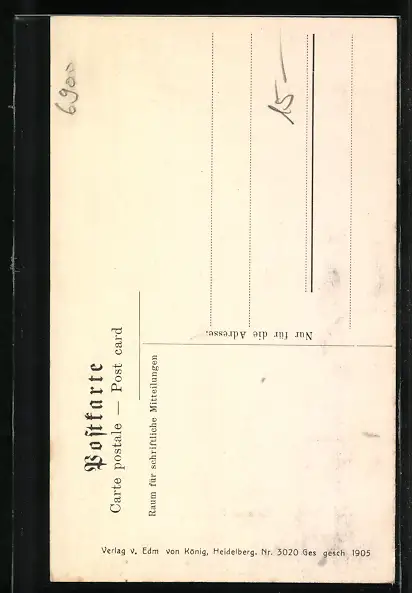 Postkarte
Carte postale — Post card
Raum für schriftliche Mitteilungen
Nur für die Adresse.
Verlag v. Edm von König, Heidelberg. Nr. 3020 Ges gesch 1905
6900
15 —